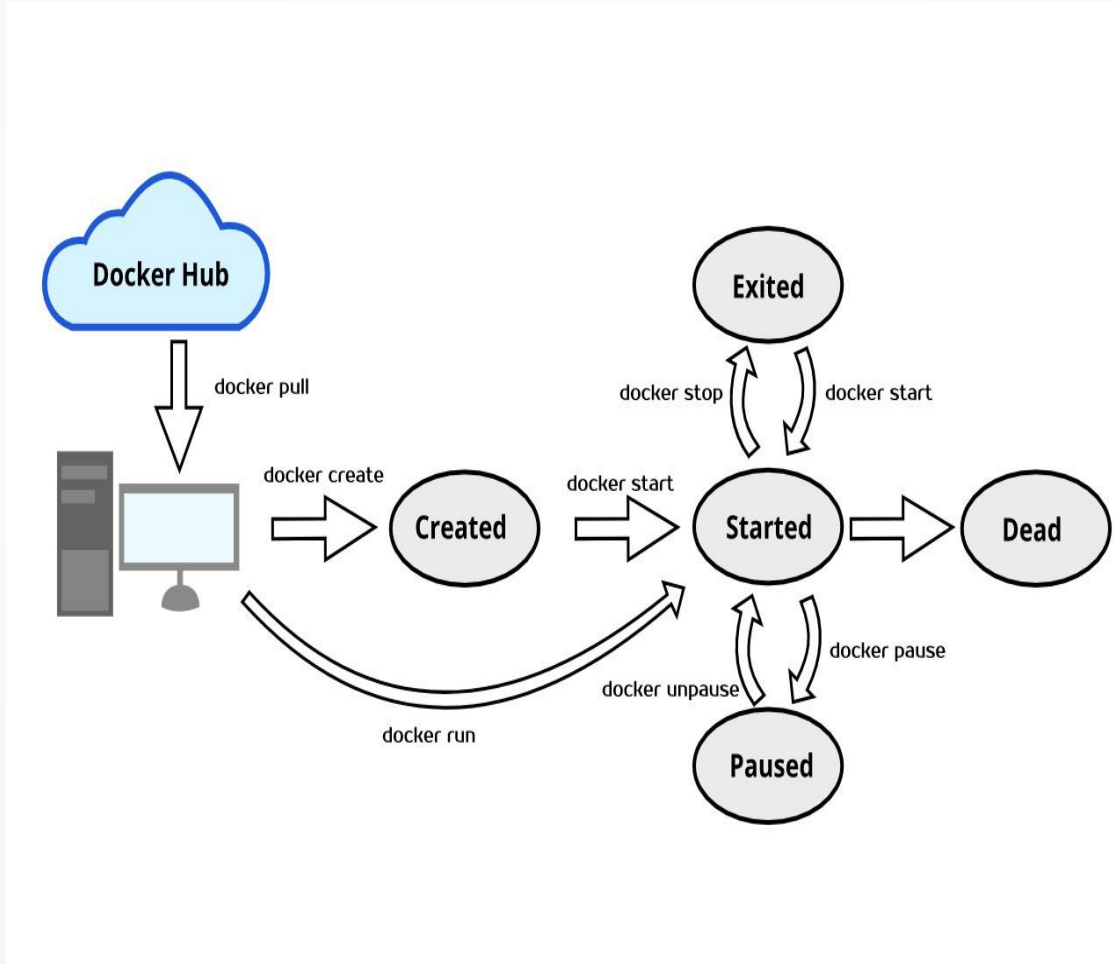 Docker Hub
docker pull
docker create
Created
docker start
docker run
Exited
docker stop
docker start
Started
Dead
docker unpause
docker pause
Paused